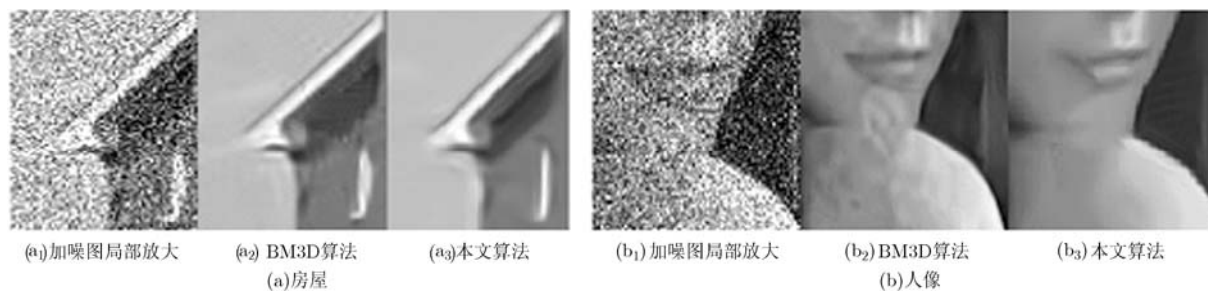 (a₁)加噪图局部放大 (a₂) BM3D算法 (a₃)本文算法 (b₁)加噪图局部放大 (b₂)BM3D算法 (b₃)本文算法
(a)房屋 (b)人像